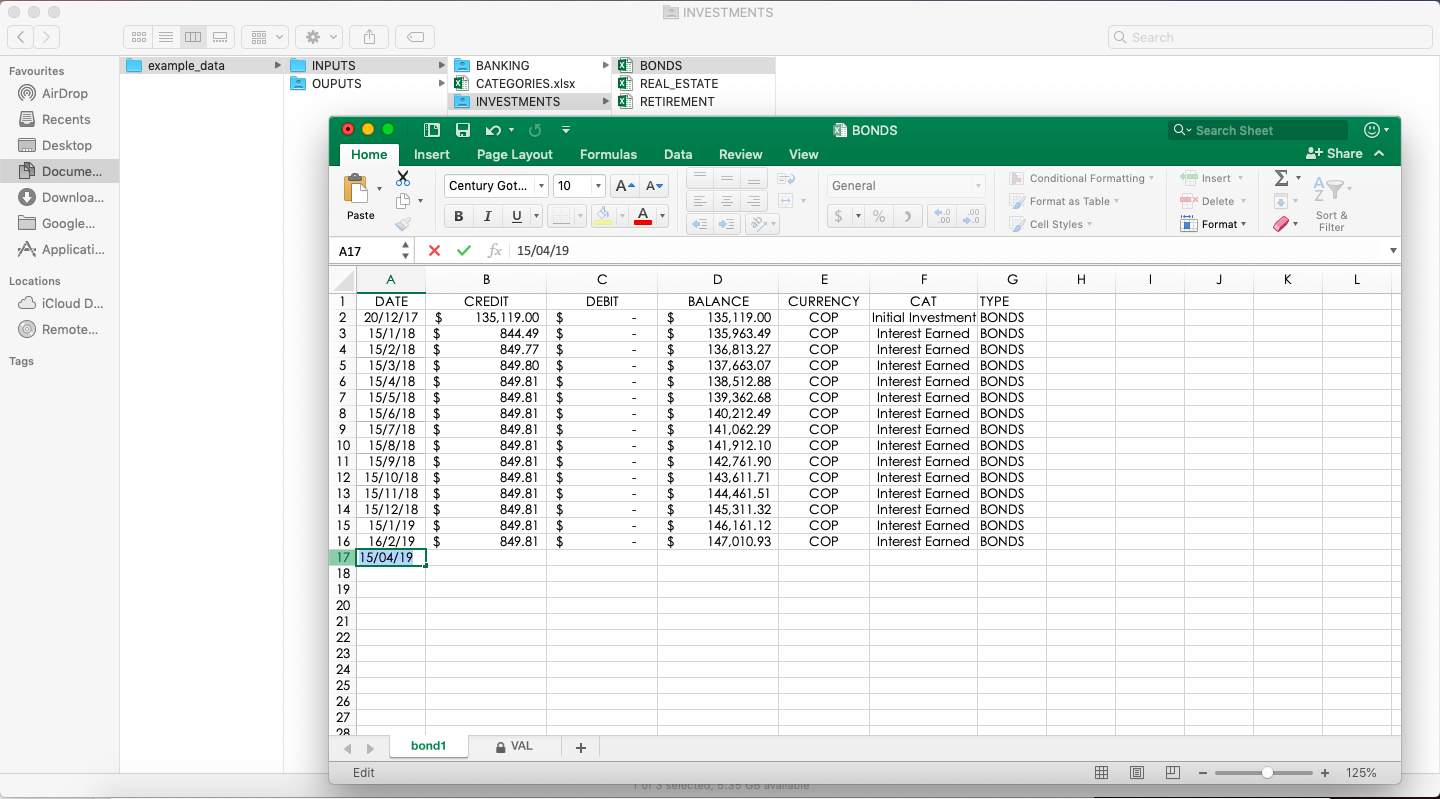 INVESTMENTS
Search
Favourites
AirDrop
Recents
Desktop
Docume...
Downloa...
Google...
Applicati...
Locations
iCloud D...
Remote...
Tags
example_data
INPUTS
OUPUTS
BANKING
CATEGORIES.xlsx
INVESTMENTS
BONDS
REAL_ESTATE
RETIREMENT
BONDS
Search Sheet
Home Insert Page Layout Formulas Data Review View Share
Paste
Century Got... 10 A A
B I U A
General
$ %
Conditional Formatting
Format as Table
Cell Styles
Insert
Delete
Format
Sort &
Filter
A17 fx 15/04/19
A B C D E F G H I J K L
1 DATE CREDIT DEBIT BALANCE CURRENCY CAT TYPE
2 20/12/17 $ 135,119.00 $ - $ 135,119.00 COP Initial Investment BONDS
3 15/1/18 $ 844.49 $ - $ 135,963.49 COP Interest Earned BONDS
4 15/2/18 $ 849.77 $ - $ 136,813.27 COP Interest Earned BONDS
5 15/3/18 $ 849.80 $ - $ 137,663.07 COP Interest Earned BONDS
6 15/4/18 $ 849.81 $ - $ 138,512.88 COP Interest Earned BONDS
7 15/5/18 $ 849.81 $ - $ 139,362.68 COP Interest Earned BONDS
8 15/6/18 $ 849.81 $ - $ 140,212.49 COP Interest Earned BONDS
9 15/7/18 $ 849.81 $ - $ 141,062.29 COP Interest Earned BONDS
10 15/8/18 $ 849.81 $ - $ 141,912.10 COP Interest Earned BONDS
11 15/9/18 $ 849.81 $ - $ 142,761.90 COP Interest Earned BONDS
12 15/10/18 $ 849.81 $ - $ 143,611.71 COP Interest Earned BONDS
13 15/11/18 $ 849.81 $ - $ 144,461.51 COP Interest Earned BONDS
14 15/12/18 $ 849.81 $ - $ 145,311.32 COP Interest Earned BONDS
15 15/1/19 $ 849.81 $ - $ 146,161.12 COP Interest Earned BONDS
16 16/2/19 $ 849.81 $ - $ 147,010.93 COP Interest Earned BONDS
17 15/04/19
18
19
20
21
22
23
24
25
26
27
28
bond1 VAL +
Edit 125%
1 of 3 selected, 5.35 GB available